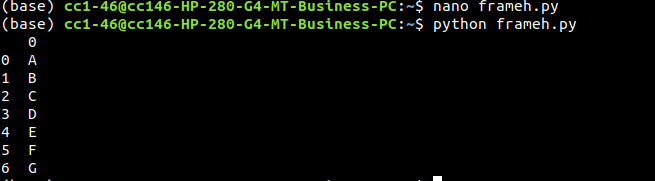 (base) cc1-46@cc146-HP-280-G4-MT-Business-PC:~$ nano frameh.py
(base) cc1-46@cc146-HP-280-G4-MT-Business-PC:~$ python frameh.py
   0
0  A
1  B
2  C
3  D
4  E
5  F
6  G